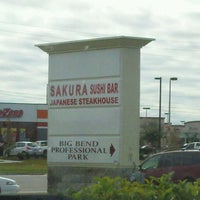 SAKURA SUSHI BAR
JAPANESE STEAKHOUSE
BIG BEND
PROFESSIONAL
PARK